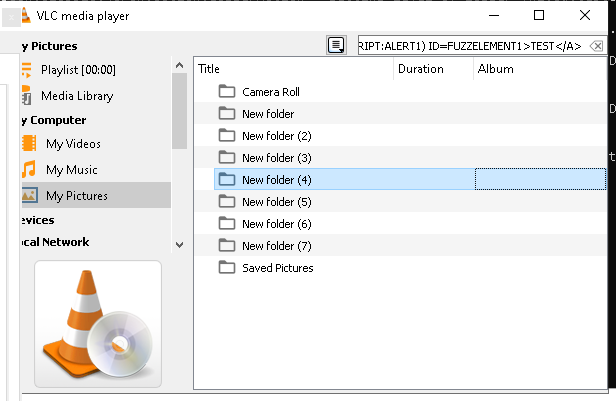 VLC media player
y Pictures
RIPT:ALERT1) ID=FUZZELEMENT1>TEST</A>
Playlist [00:00]
Media Library
y Computer
My Videos
My Music
My Pictures
evices
ocal Network
Title Duration Album
Camera Roll
New folder
New folder (2)
New folder (3)
New folder (4)
New folder (5)
New folder (6)
New folder (7)
Saved Pictures